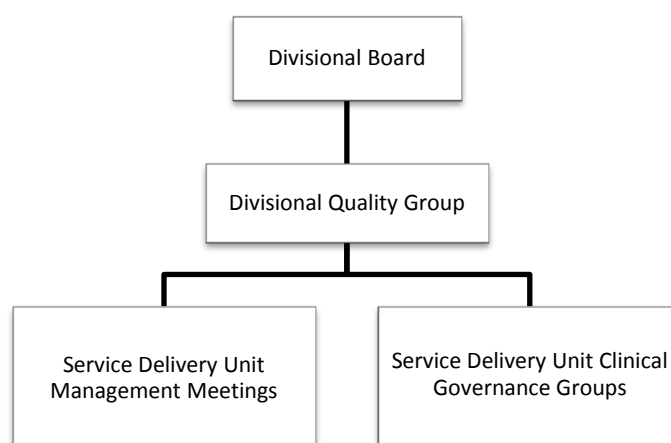 Divisional Board
Divisional Quality Group
Service Delivery Unit
Management Meetings
Service Delivery Unit Clinical
Governance Groups